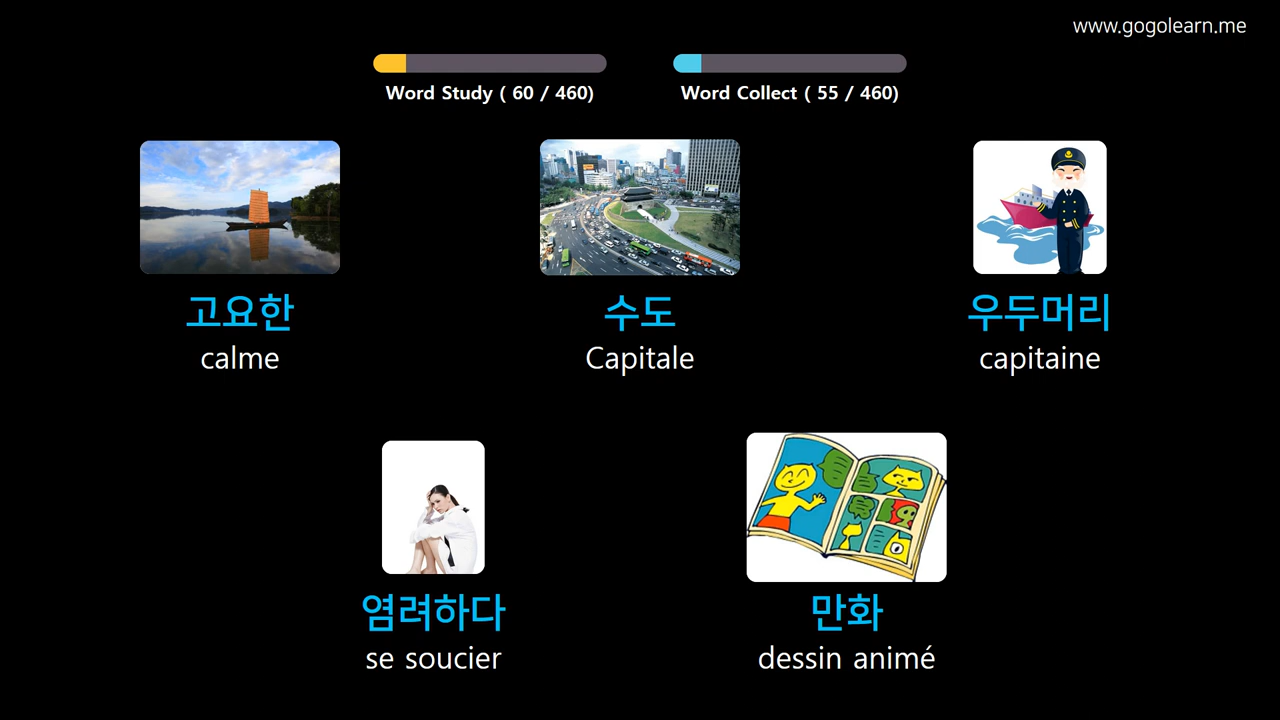 www.gogolearn.me
Word Study ( 60 / 460)
Word Collect ( 55 / 460)
고요한
calme
수도
Capitale
우두머리
capitaine
염려하다
se soucier
만화
dessin animé